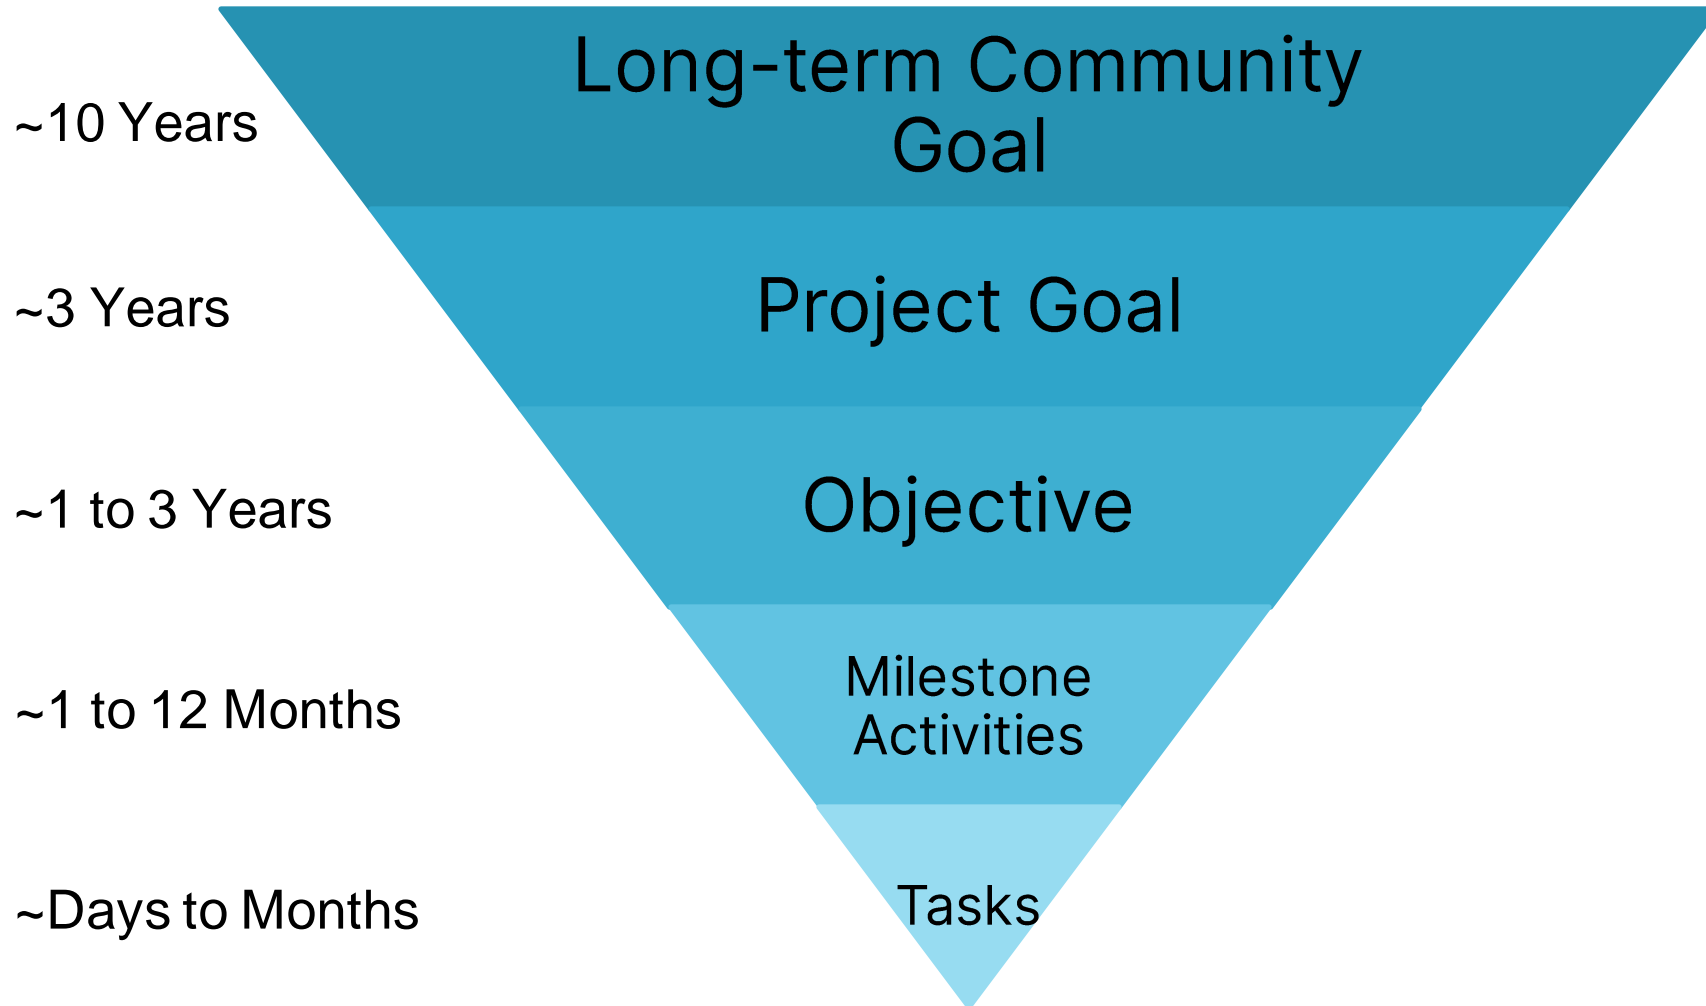 ~10 Years
Long-term Community
Goal
~3 Years
Project Goal
~1 to 3 Years
Objective
~1 to 12 Months
Milestone
Activities
~Days to Months
Tasks